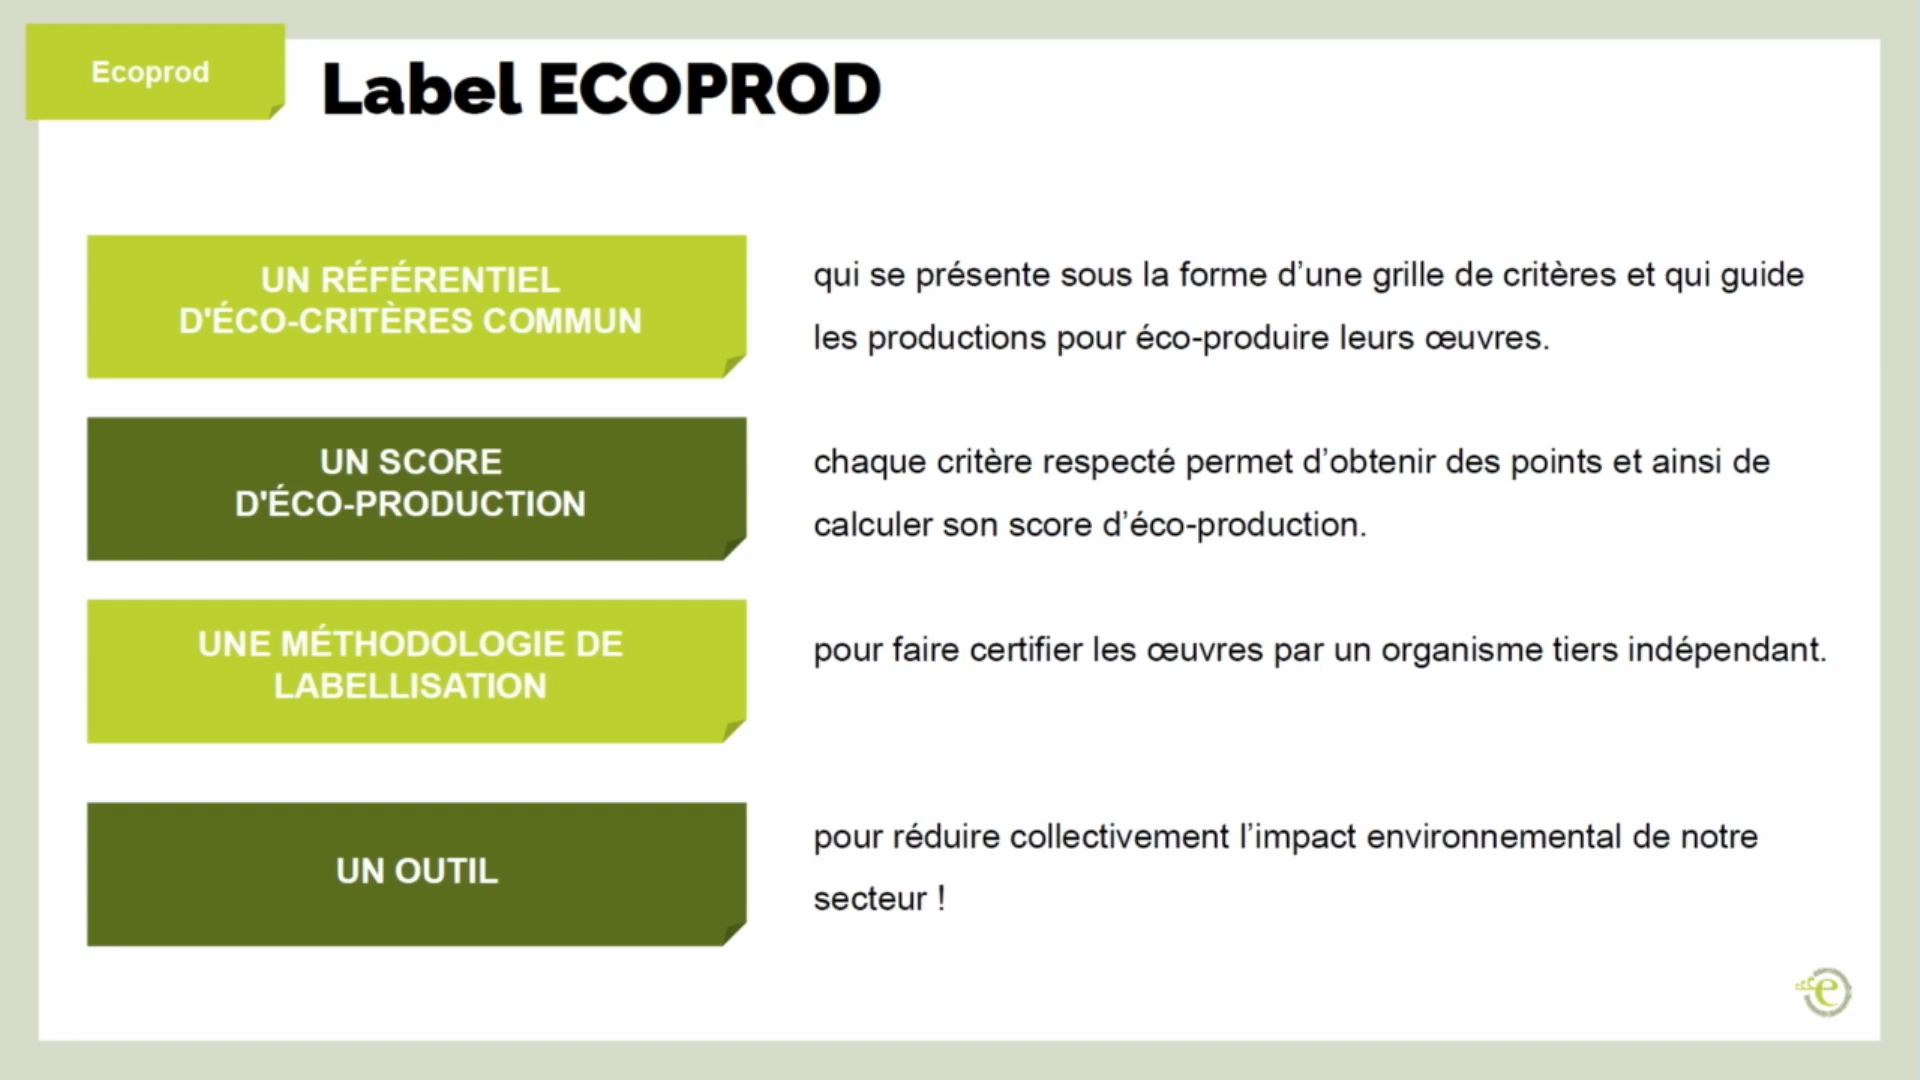 Ecoprod
Label ECOPROD
UN RÉFÉRENTIEL
D'ÉCO-CRITÈRES COMMUN
qui se présente sous la forme d’une grille de critères et qui guide
les productions pour éco-produire leurs œuvres.
UN SCORE
D'ÉCO-PRODUCTION
chaque critère respecté permet d’obtenir des points et ainsi de
calculer son score d’éco-production.
UNE MÉTHODOLOGIE DE
LABELLISATION
pour faire certifier les œuvres par un organisme tiers indépendant.
UN OUTIL
pour réduire collectivement l’impact environnemental de notre
secteur !
e